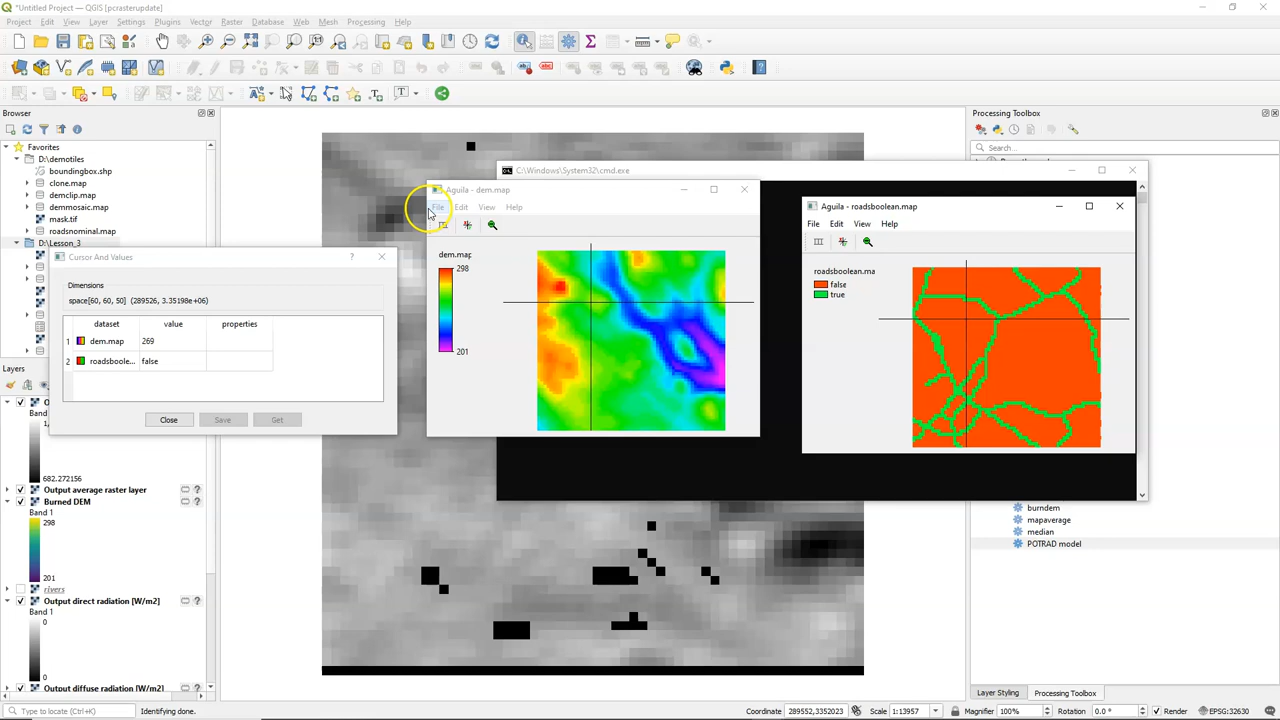 *Untitled Project — QGIS [pcrasterupdate]
Project Edit View Layer Settings Plugins Vector Raster Database Web Mesh Processing Help
Browser
Favorites
D:\demotiles
boundingbox.shp
clone.map
demclip.map
demmosaic.map
mask.tif
roadsnominal.map
D:\Lesson_3
Processing Toolbox
Search...
C:\Windows\System32\cmd.exe
Aguila - dem.map
File Edit View Help
dem.map
298
201
Aguila - roadsboolean.map
File Edit View Help
roadsboolean.ma
false
true
Cursor And Values
Dimensions
space[60, 60, 50] (289526, 3.35198e+06)
dataset value properties
1 dem.map 269
2 roadsboole... false
Close Save Get
Layers
Band 1
682.272156
Output average raster layer
Burned DEM
Band 1
298
201
rivers
Output direct radiation [W/m2]
Band 1
0
0
Output diffuse radiation [W/m2]
burndem
mapaverage
median
POTRAD model
Layer Styling Processing Toolbox
Type to locate (Ctrl+K) Identifying done. Coordinate 289552,3352023 Scale 1:13957 Magnifier 100% Rotation 0.0 ° Render EPSG:32630